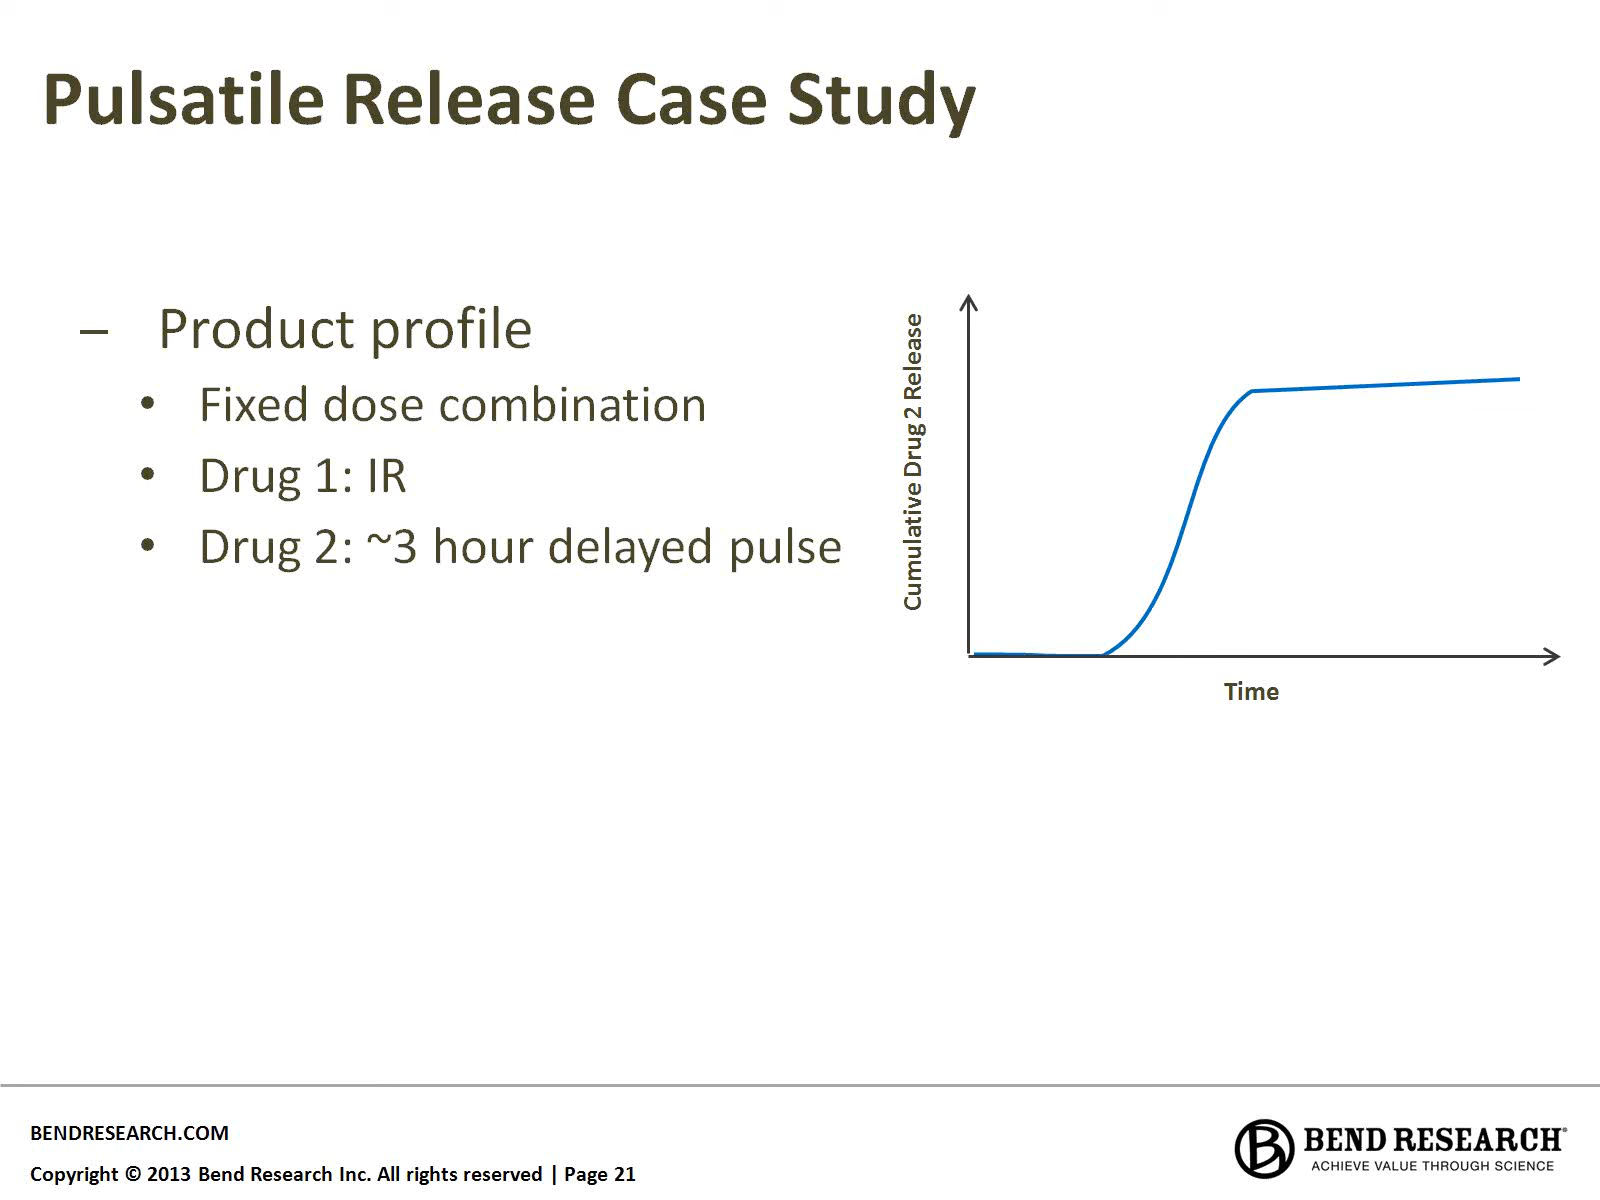 Pulsatile Release Case Study
– Product profile
• Fixed dose combination
• Drug 1: IR
• Drug 2: ~3 hour delayed pulse
Cumulative Drug 2 Release
Time
BENDRESEARCH.COM
Copyright © 2013 Bend Research Inc. All rights reserved | Page 21
B
BEND RESEARCH®
ACHIEVE VALUE THROUGH SCIENCE